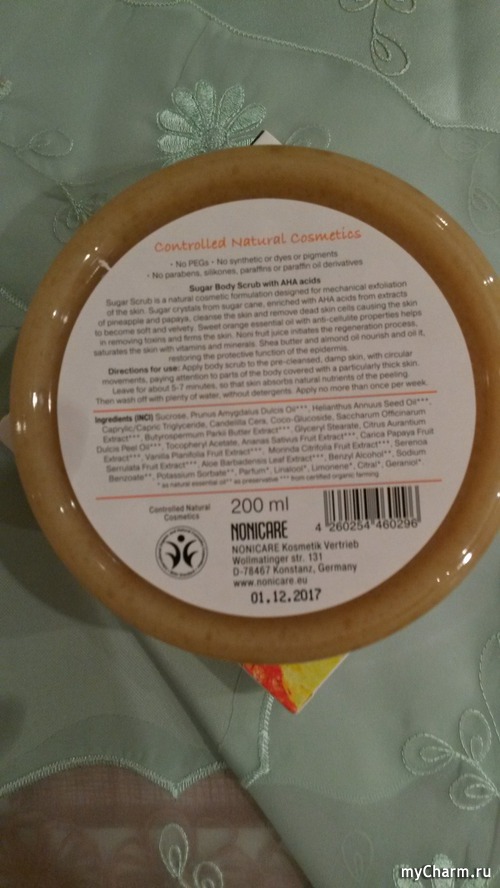 Controlled Natural Cosmetics
• No PEGs - No synthetic or dyes or pigments
• No parabens, silikones, paraffins or paraffin oil derivatives
Sugar Body Scrub with AHA acids
Sugar Scrub is a natural cosmetic formulation designed for mechanical exfoliation
of the skin. Sugar crystals from sugar cane, enriched with AHA acids from extracts
of pineapple and papaya, cleanse the skin and remove dead skin cells causing the skin
to become soft and velvety. Sweet orange essential oil with anti-cellulite properties helps
in removing toxins and firms the skin. Noni fruit juice initiates the regeneration process,
saturates the skin with vitamins and minerals. Shea butter and almond oil nourish and oil it,
restoring the protective function of the epidermis.
Directions for use: Apply body scrub to the pre-cleansed, damp skin, with circular
movements, paying attention to parts of the body covered with a particularly thick skin.
Leave for about 5-7 minutes, so that skin absorbs natural nutrients of the peeling.
Then wash off with plenty of water, without detergents. Apply no more than once per week.
Ingredients (INCI) Sucrose, Prunus Amygdalus Dulcis Oil***, Helianthus Annuus Seed Oil***,
Caprylic/Capric Triglyceride, Candelilla Cera, Coco-Glucoside, Saccharum Officinarum
Extract***, Butyrospermum Parkii Butter Extract***, Glyceryl Stearate, Citrus Aurantium
Dulcis Peel Oil***, Tocopheryl Acetate, Ananas Sativus Fruit Extract***, Carica Papaya Fruit
Extract***, Vanilla Planifolia Fruit Extract***, Morinda Citrifolia Fruit Extract***, Serenoa
Serrulata Fruit Extract***, Aloe Barbadensis Leaf Extract***, Benzyl Alcohol**, Sodium
Benzoate**, Potassium Sorbate**, Parfum*, Linalool*, Limonene*, Citral*, Geraniol*
*as natural essential oil** as preservative *** from certified organic farming
Controlled Natural
Cosmetics
200 ml
4 260254 460296
NONICARE
NONICARE Kosmetik Vertrieb
Wollmatinger str. 131
D-78467 Konstanz, Germany
www.nonicare.eu
01.12.2017
myCharm.ru